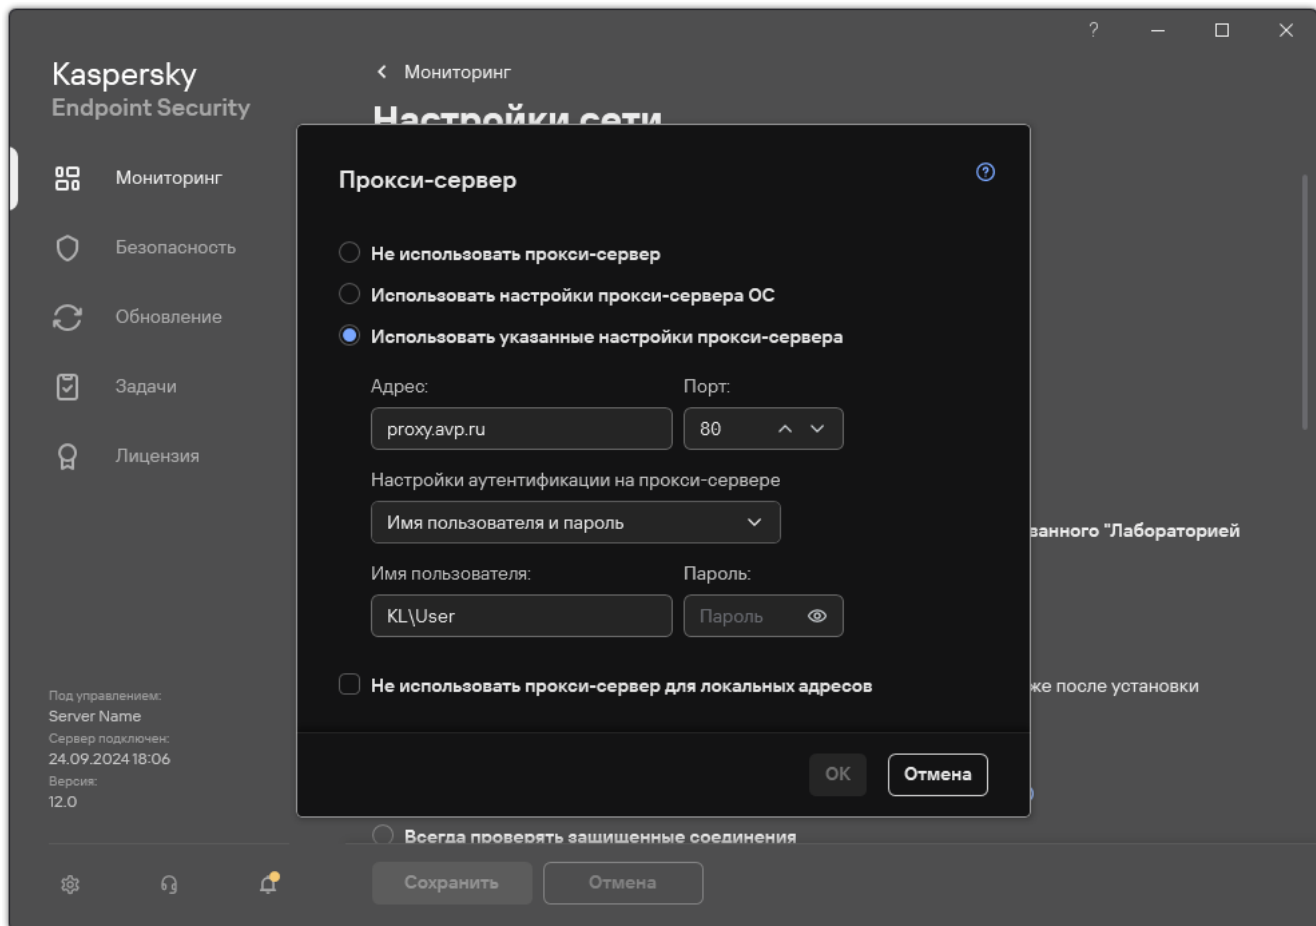 ?
Kaspersky
Endpoint Security
Мониторинг
Безопасность
Обновление
Задачи
Лицензия
Под управлением:
Server Name
Сервер подключен:
24.09.2024 18:06
Версия:
12.0
Мониторинг
Настройки сети
Прокси-сервер
?
Не использовать прокси-сервер
Использовать настройки прокси-сервера ОС
Использовать указанные настройки прокси-сервера
Адрес: Порт:
proxy.avp.ru 80
Настройки аутентификации на прокси-сервере
Имя пользователя и пароль
Имя пользователя: Пароль:
KL\User Пароль
Не использовать прокси-сервер для локальных адресов
ОК Отмена
ванного "Лабораторией
же после установки
Всегда проверять защищенные соединения
Сохранить Отмена